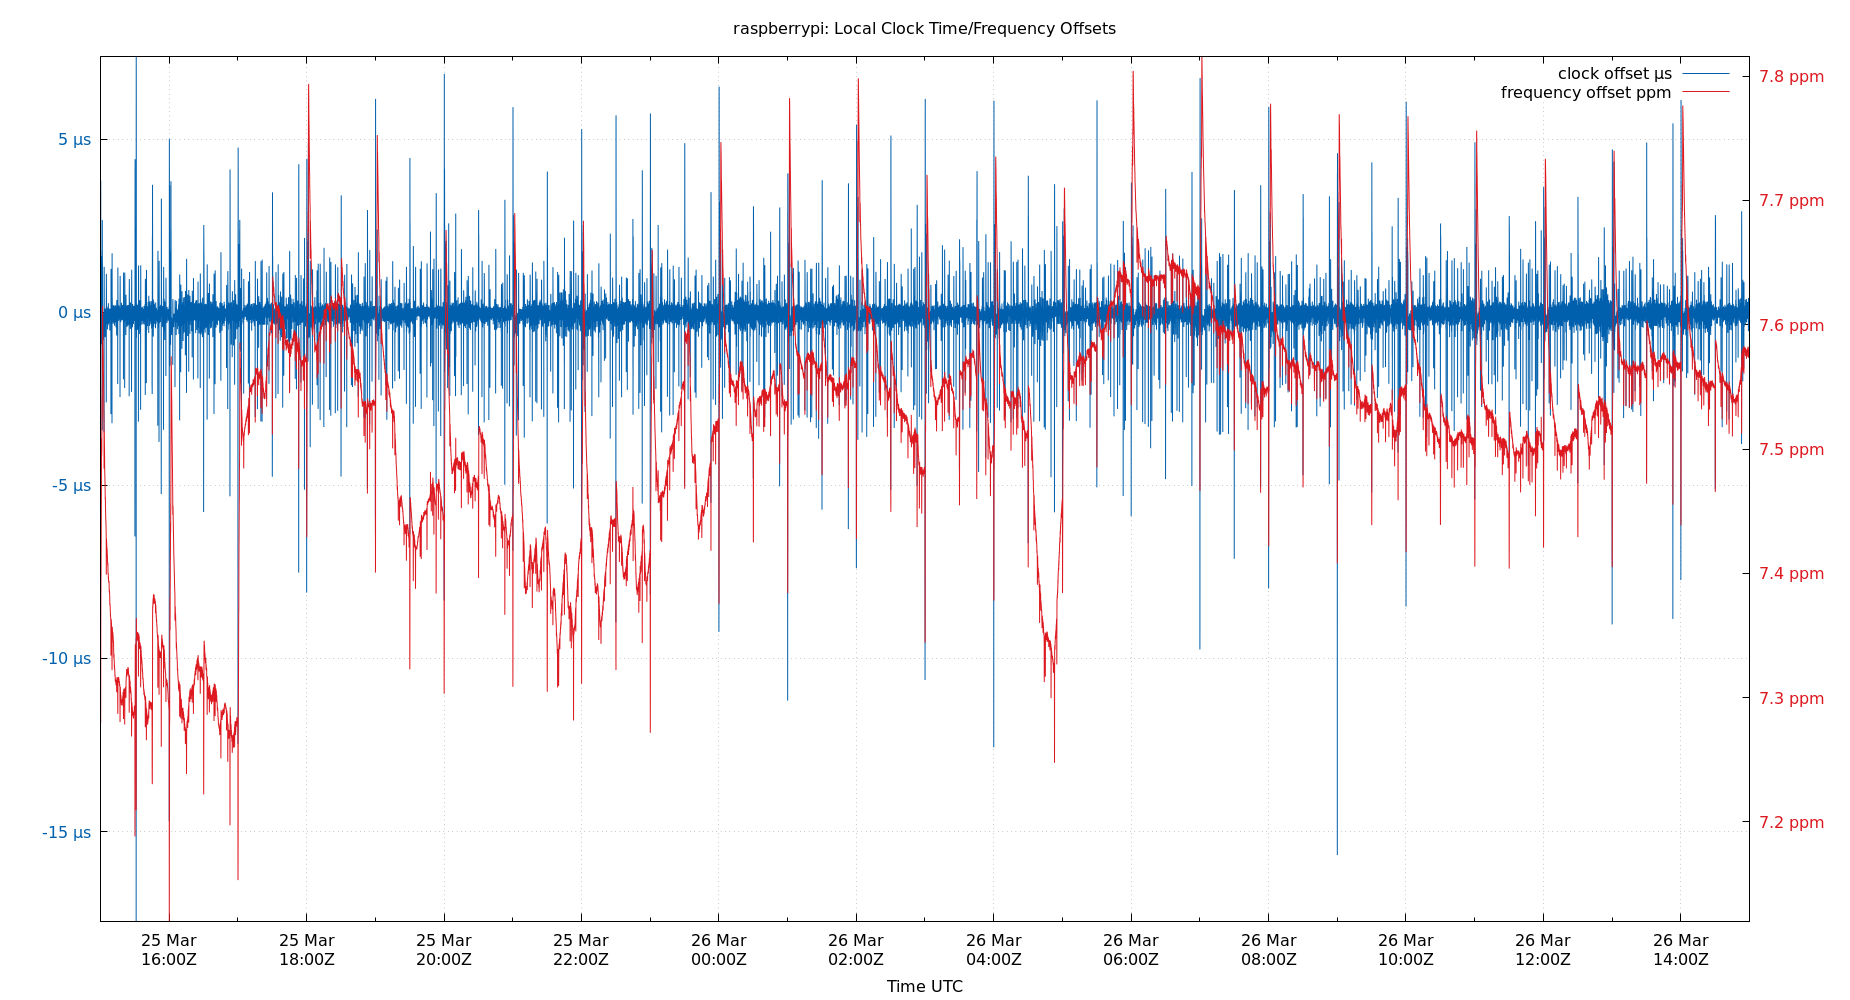 raspberrypi: Local Clock Time/Frequency Offsets
clock offset µs
frequency offset ppm
5 µs
0 µs
-5 µs
-10 µs
-15 µs
7.8 ppm
7.7 ppm
7.6 ppm
7.5 ppm
7.4 ppm
7.3 ppm
7.2 ppm
25 Mar 25 Mar 25 Mar 25 Mar 26 Mar 26 Mar 26 Mar 26 Mar 26 Mar 26 Mar 26 Mar 26 Mar
16:00Z 18:00Z 20:00Z 22:00Z 00:00Z 02:00Z 04:00Z 06:00Z 08:00Z 10:00Z 12:00Z 14:00Z
Time UTC